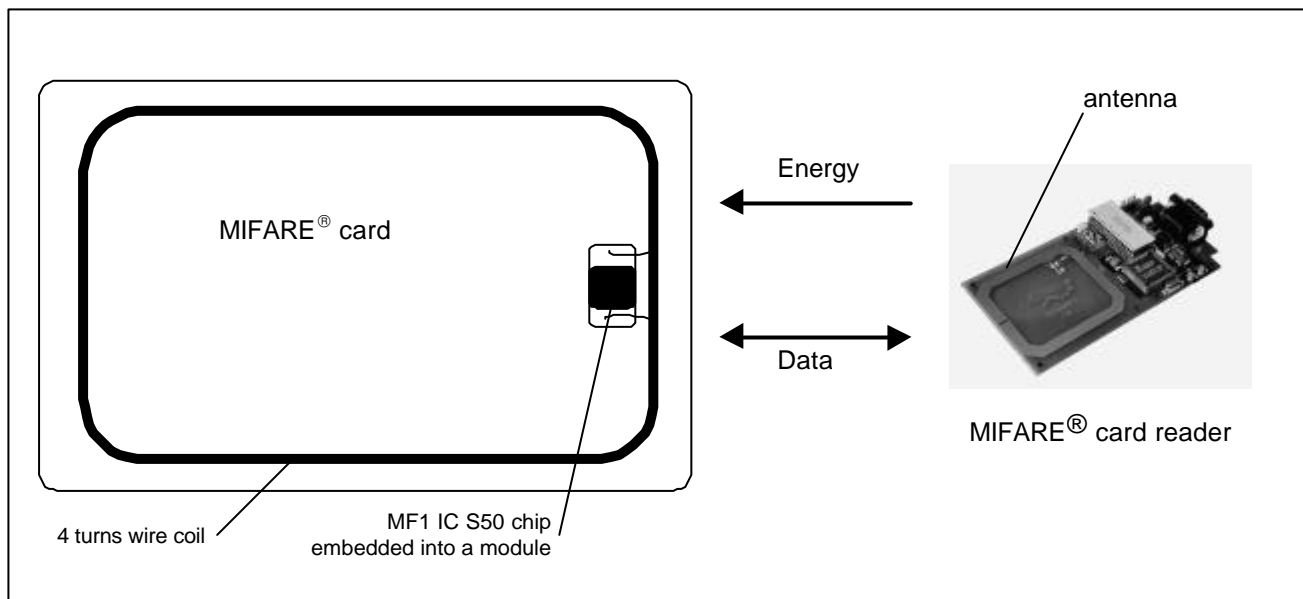 antenna
Energy
MIFARE® card
Data
MIFARE® card reader
4 turns wire coil
MF1 IC S50 chip
embedded into a module